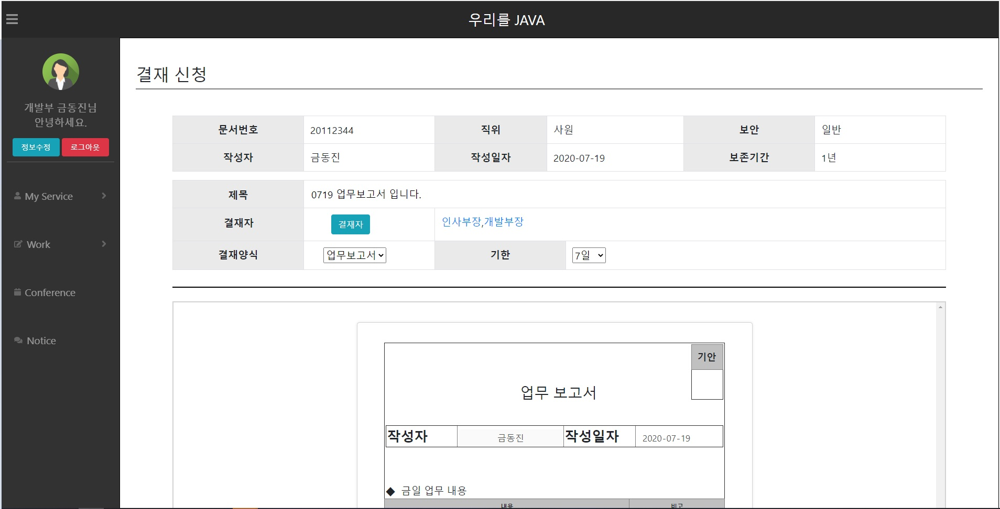 우리를 JAVA
개발부 금동진님
안녕하세요.
정보수정 로그아웃
My Service
Work
Conference
Notice
결재 신청
문서번호 20112344 직위 사원 보안 일반
작성자 금동진 작성일자 2020-07-19 보존기간 1년
제목 0719 업무보고서 입니다.
결재자 결재자 인사부장,개발부장
결재양식 업무보고서 기한 7일
기안
업무 보고서
작성자 금동진 작성일자 2020-07-19
◆ 금일 업무 내용
내용 비고